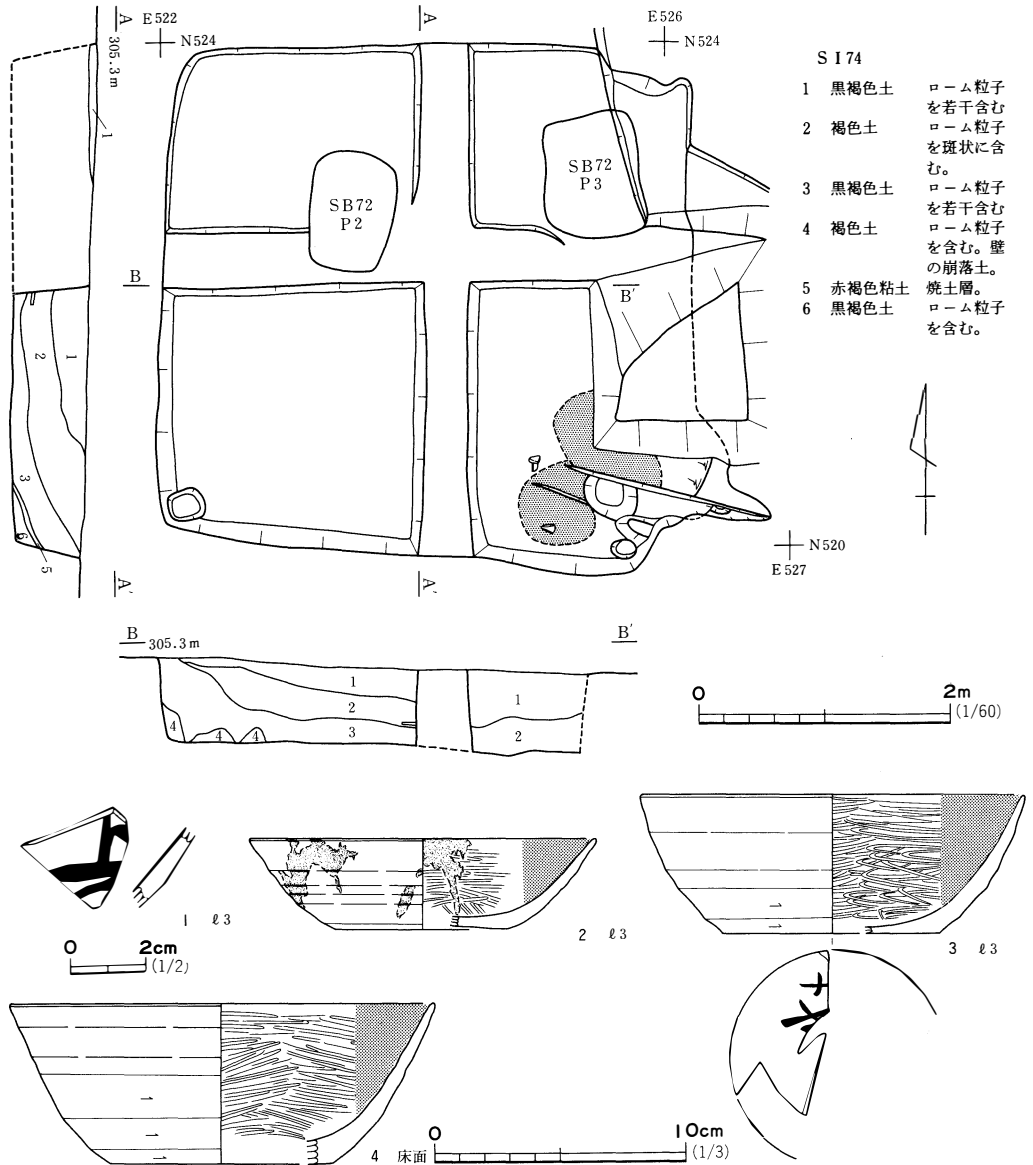 A E522 A E526
N524 N524
305.3m
SI74
1 黒褐色土 ローム粒子
を若干含む
2 褐色土 ローム粒子
を斑状に含
む。
3 黒褐色土 ローム粒子
を若干含む
4 褐色土 ローム粒子
を含む。壁
の崩落土。
5 赤褐色粘土 焼土層。
6 黒褐色土 ローム粒子
を含む。
1
SB72
P2
SB72
P3
B B'
2 1
3
6
5
N520
E527
A' A'
B 305.3m B'
1 1
2
4 4 4 3 2
0 2m
(1/60)
1 ℓ3
0 2cm
(1/2)
2 ℓ3
3 ℓ3
4 床面
0 10cm
(1/3)